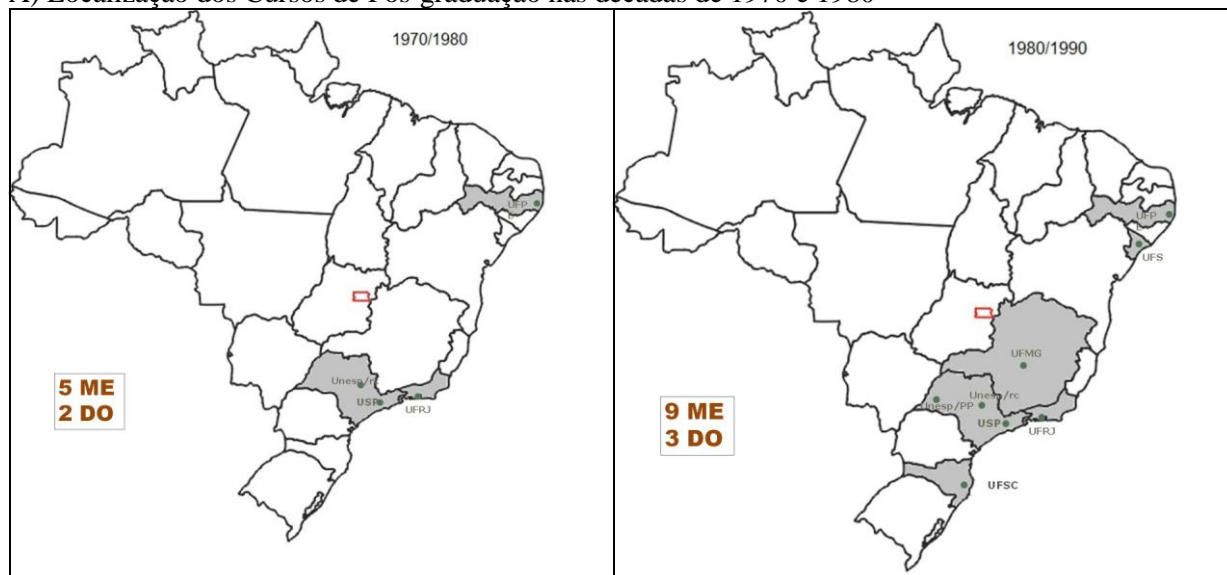 A) Localização dos Cursos de Pós-graduação nas décadas de 1970 e 1980
1970/1980
UFP
Unesp/r
USP
UFRJ
5 ME
2 DO
1980/1990
UFP
UFS
UFMG
Unesp/PP
Unesp/rc
USP
UFRJ
UFSC
9 ME
3 DO